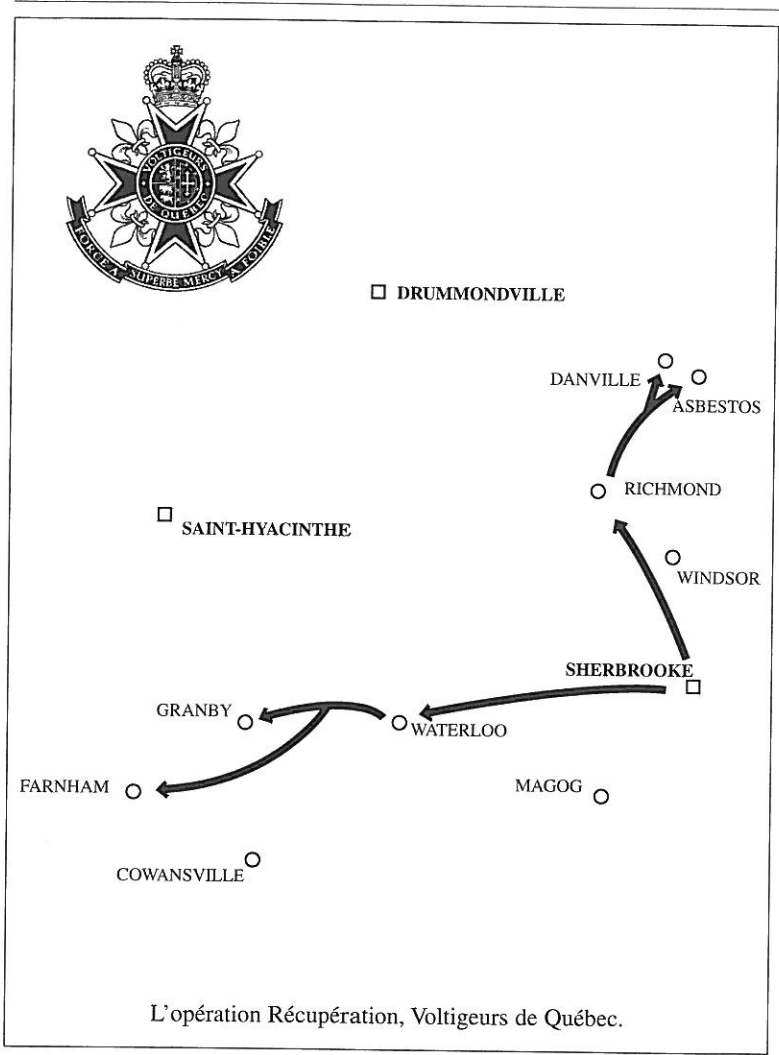 VOLTIGEURS
DE QUÉBEC
FORCE A SUPERBE MERCY A FOIBLE
DRUMMONDVILLE
DANVILLE
ASBESTOS
RICHMOND
SAINT-HYACINTHE
WINDSOR
SHERBROOKE
GRANBY
WATERLOO
FARNHAM
MAGOG
COWANSVILLE
L'opération Récupération, Voltigeurs de Québec.